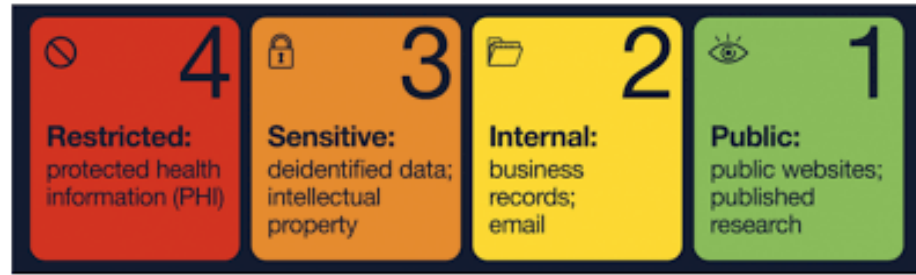 4
Restricted:
protected health
information (PHI)
3
Sensitive:
deidentified data;
intellectual
property
2
Internal:
business
records;
email
1
Public:
public websites;
published
research